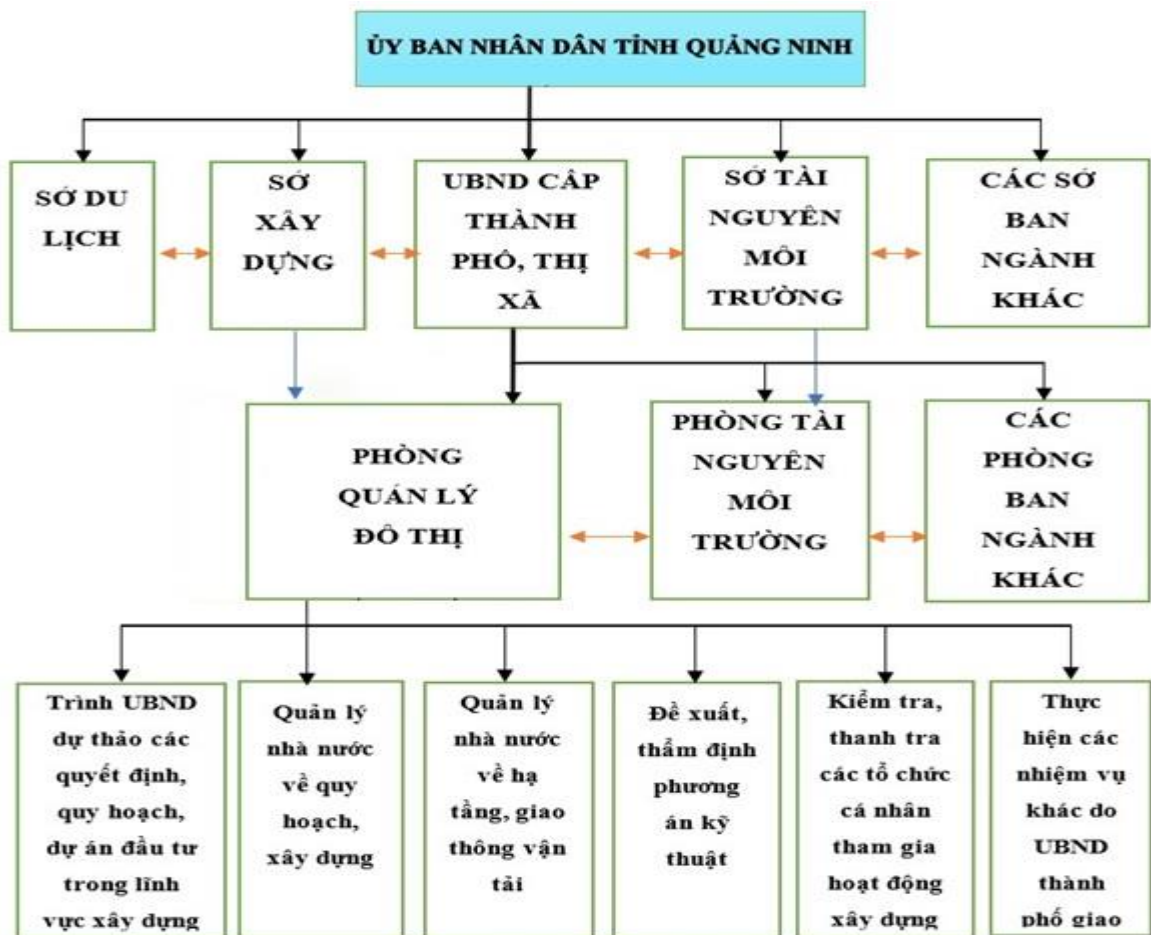 ỦY BAN NHÂN DÂN TỈNH QUẢNG NINH
SỞ DU
LỊCH
SỞ
XÂY
DỰNG
UBND CẤP
THÀNH
PHỐ, THỊ
XÃ
SỞ TÀI
NGUYÊN
MÔI
TRƯỜNG
CÁC SỞ
BAN
NGÀNH
KHÁC
PHÒNG
QUẢN LÝ
ĐÔ THỊ
PHÒNG TÀI
NGUYÊN
MÔI
TRƯỜNG
CÁC
PHÒNG
BAN
NGÀNH
KHÁC
Trình UBND
dự thảo các
quyết định,
quy hoạch,
dự án đầu tư
trong lĩnh
vực xây dựng
Quản lý
nhà nước
về quy
hoạch,
xây dựng
Quản lý
nhà nước
về hạ
tầng, giao
thông vận
tải
Đề xuất,
thẩm định
phương
án kỹ
thuật
Kiểm tra,
thanh tra
các tổ chức
cá nhân
tham gia
hoạt động
xây dựng
Thực
hiện các
nhiệm vụ
khác do
UBND
thành
phố giao